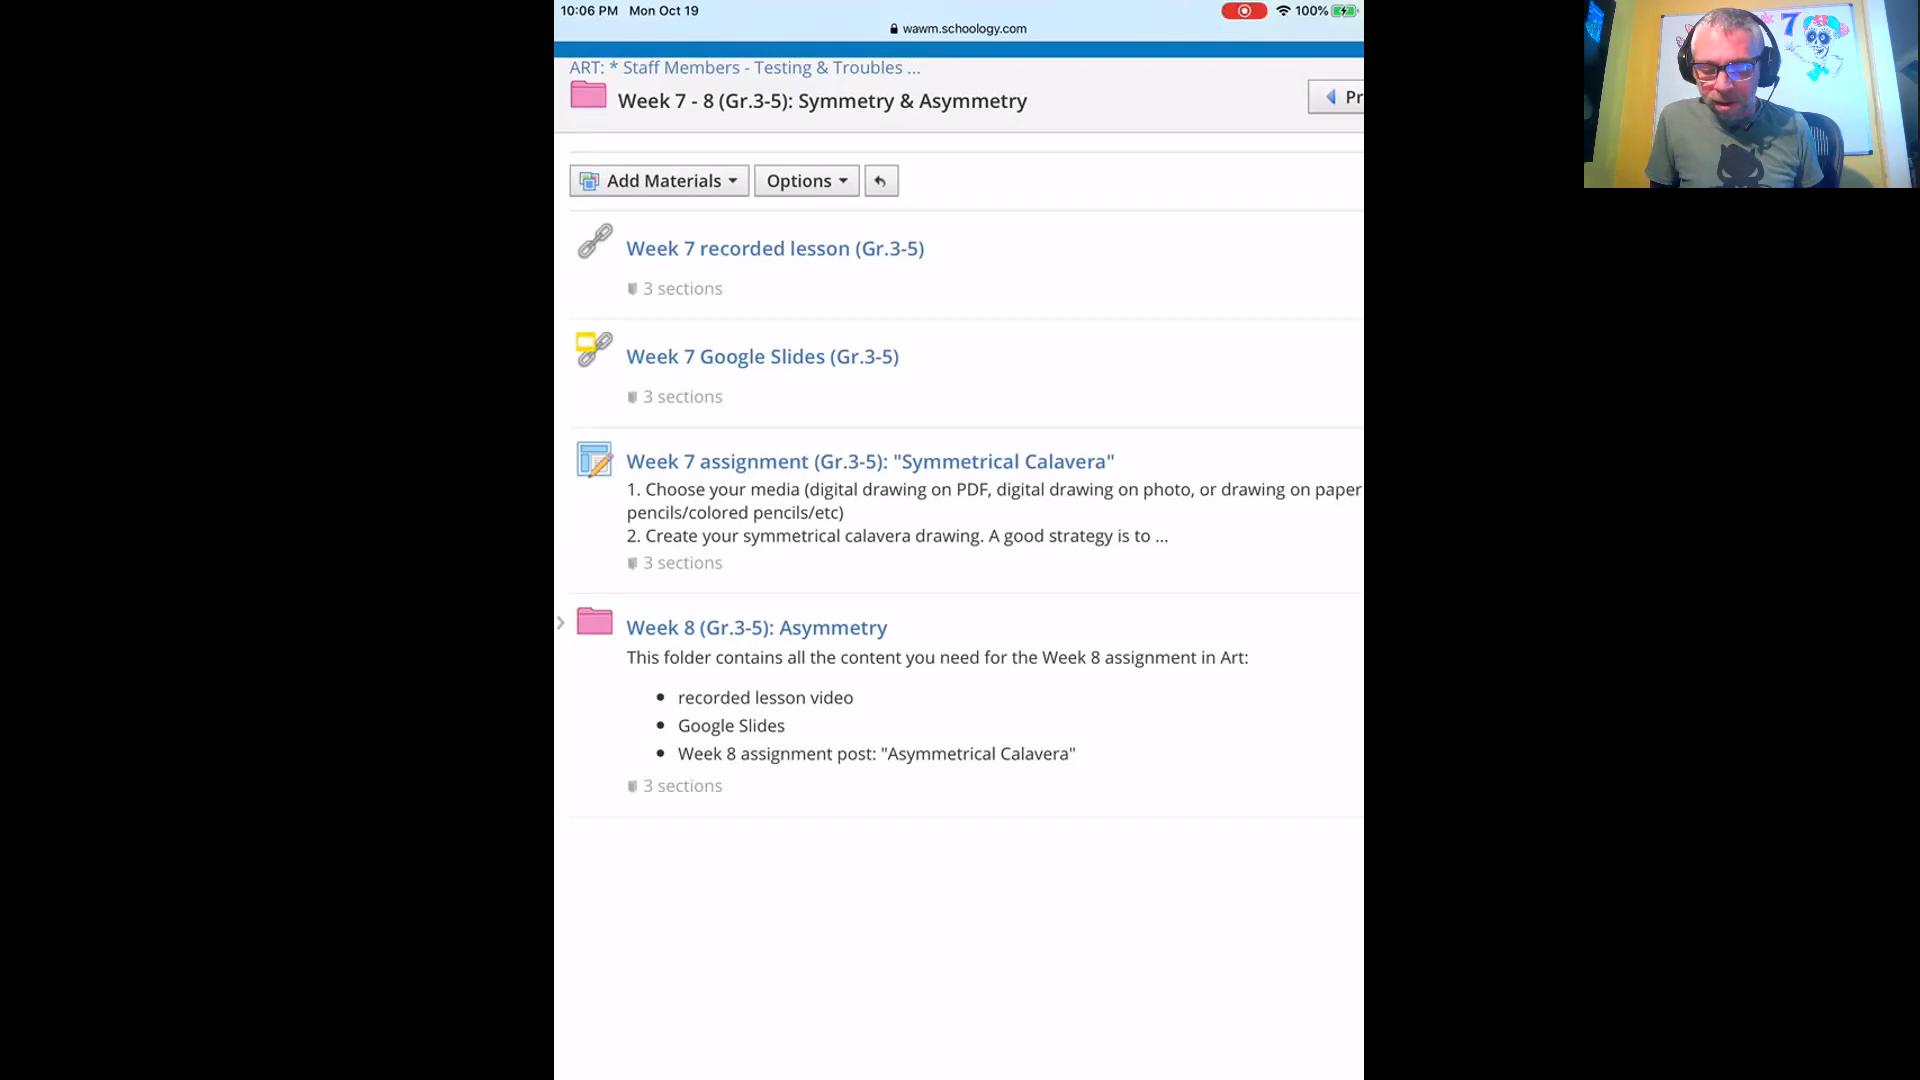 10:06 PM Mon Oct 19
100%
wawm.schoology.com
ART: * Staff Members - Testing & Troubles ...
Week 7 - 8 (Gr.3-5): Symmetry & Asymmetry
Pr
Add Materials
Options
Week 7 recorded lesson (Gr.3-5)
3 sections
Week 7 Google Slides (Gr.3-5)
3 sections
Week 7 assignment (Gr.3-5): "Symmetrical Calavera"
1. Choose your media (digital drawing on PDF, digital drawing on photo, or drawing on paper
pencils/colored pencils/etc)
2. Create your symmetrical calavera drawing. A good strategy is to ...
3 sections
Week 8 (Gr.3-5): Asymmetry
This folder contains all the content you need for the Week 8 assignment in Art:
• recorded lesson video
• Google Slides
• Week 8 assignment post: "Asymmetrical Calavera"
3 sections
7